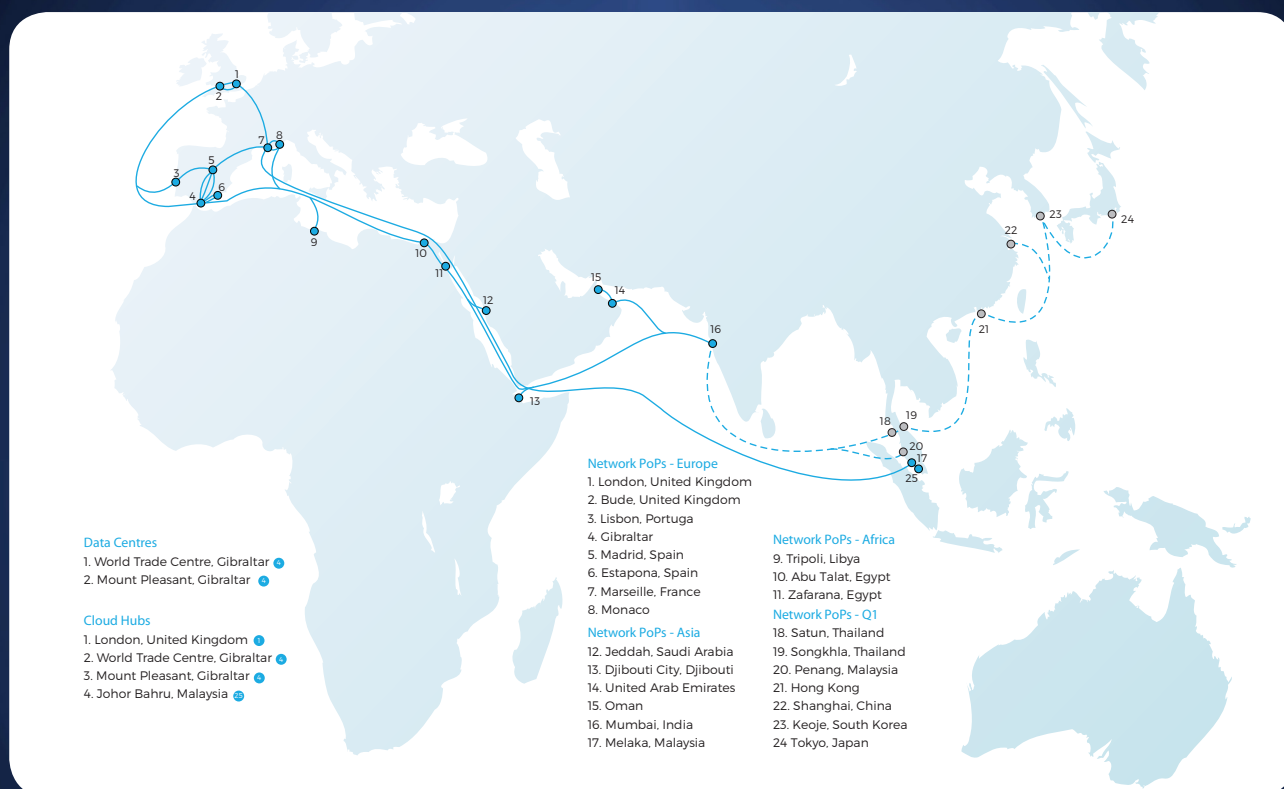 1
2
3
4
5
6
7
8
9
10
11
12
13
14
15
16
17
18
19
20
21
22
23
24
25
Data Centres
1. World Trade Centre, Gibraltar 4
2. Mount Pleasant, Gibraltar 4
Cloud Hubs
1. London, United Kingdom 1
2. World Trade Centre, Gibraltar 4
3. Mount Pleasant, Gibraltar 4
4. Johor Bahru, Malaysia 25
Network PoPs - Europe
1. London, United Kingdom
2. Bude, United Kingdom
3. Lisbon, Portuga
4. Gibraltar
5. Madrid, Spain
6. Estapona, Spain
7. Marseille, France
8. Monaco
Network PoPs - Asia
12. Jeddah, Saudi Arabia
13. Djibouti City, Djibouti
14. United Arab Emirates
15. Oman
16. Mumbai, India
17. Melaka, Malaysia
Network PoPs - Africa
9. Tripoli, Libya
10. Abu Talat, Egypt
11. Zafarana, Egypt
Network PoPs - Q1
18. Satun, Thailand
19. Songkhla, Thailand
20. Penang, Malaysia
21. Hong Kong
22. Shanghai, China
23. Keoje, South Korea
24 Tokyo, Japan